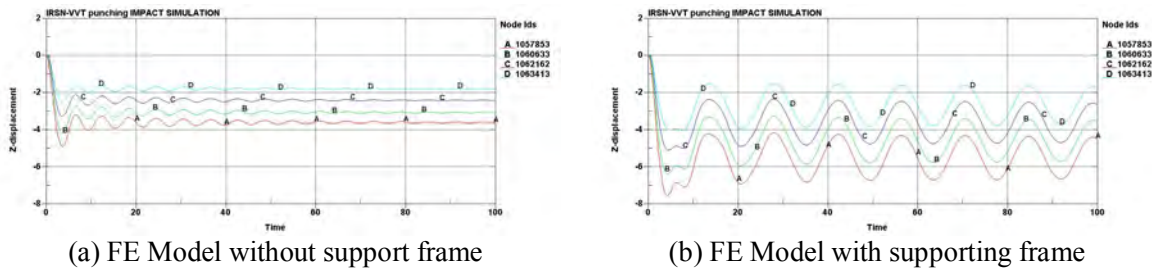 IRSN-VVT punching IMPACT SIMULATION
Z-displacement
2
0
-2
-4
-6
-8
0 20 40 60 80 100
Time
Node Ids
A 1057853
B 1060633
C 1062162
D 1063413
(a) FE Model without support frame
IRSN-VVT punching IMPACT SIMULATION
Z-displacement
2
0
-2
-4
-6
-8
0 20 40 60 80 100
Time
Node Ids
A 1057853
B 1060633
C 1062162
D 1063413
(b) FE Model with supporting frame